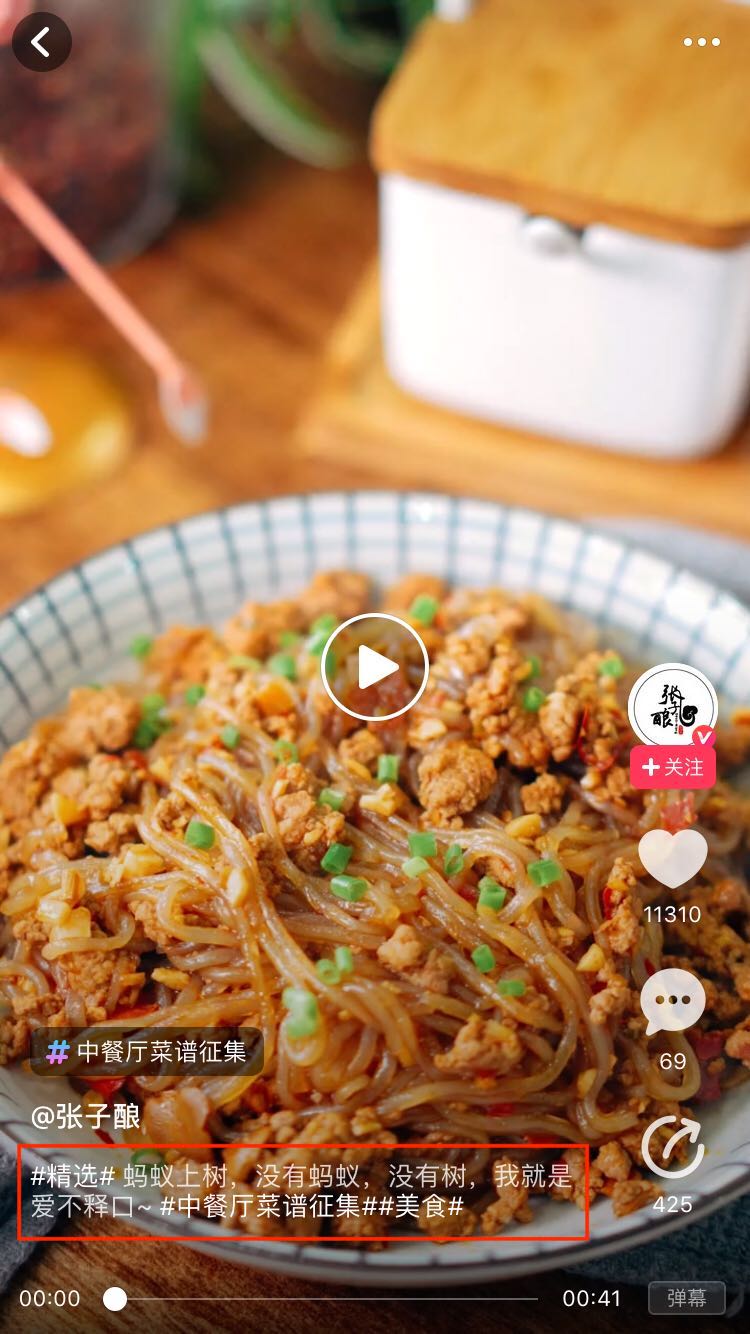 张子酿
关注
11310
69
425
# 中餐厅菜谱征集
@张子酿
#精选# 蚂蚁上树，没有蚂蚁，没有树，我就是
爱不释口~ #中餐厅菜谱征集##美食#
00:00
00:41
弹幕